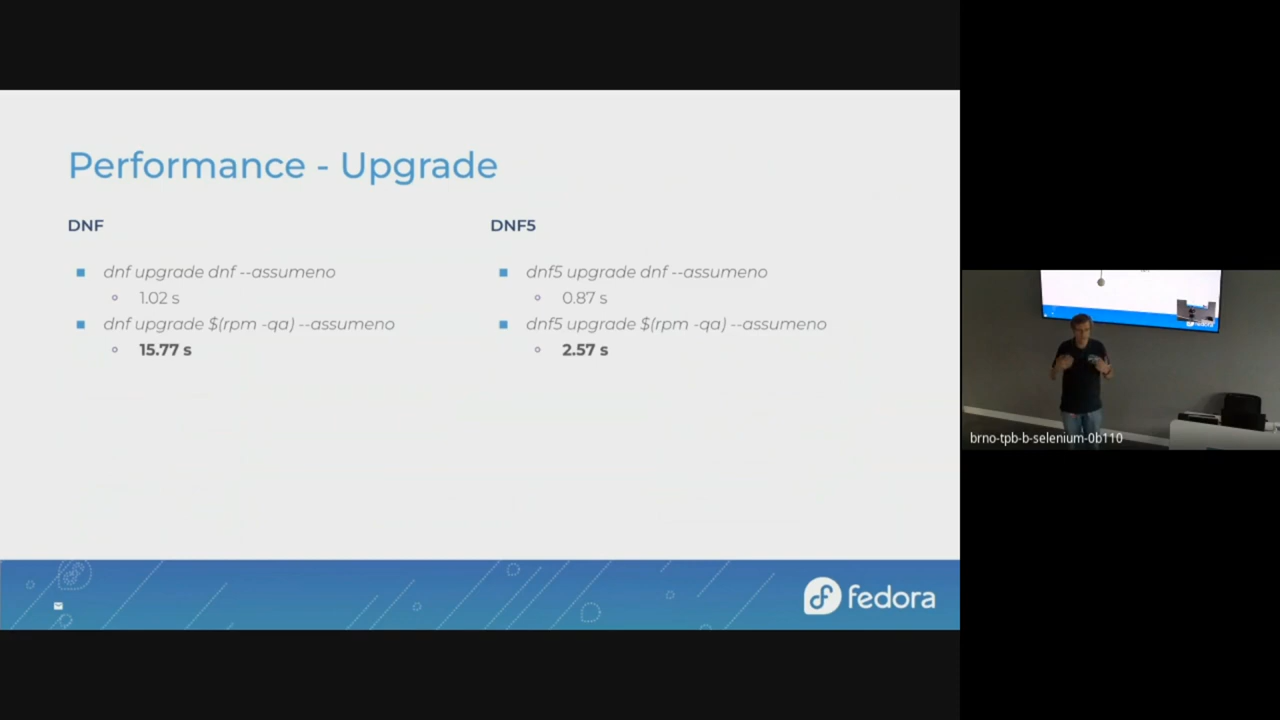 Performance - Upgrade
DNF
dnf upgrade dnf --assumeno
1.02 s
dnf upgrade $(rpm -qa) --assumeno
15.77 s
DNF5
dnf5 upgrade dnf --assumeno
0.87 s
dnf5 upgrade $(rpm -qa) --assumeno
2.57 s
fedora
fedora
brno-tpb-b-selenium-0b110